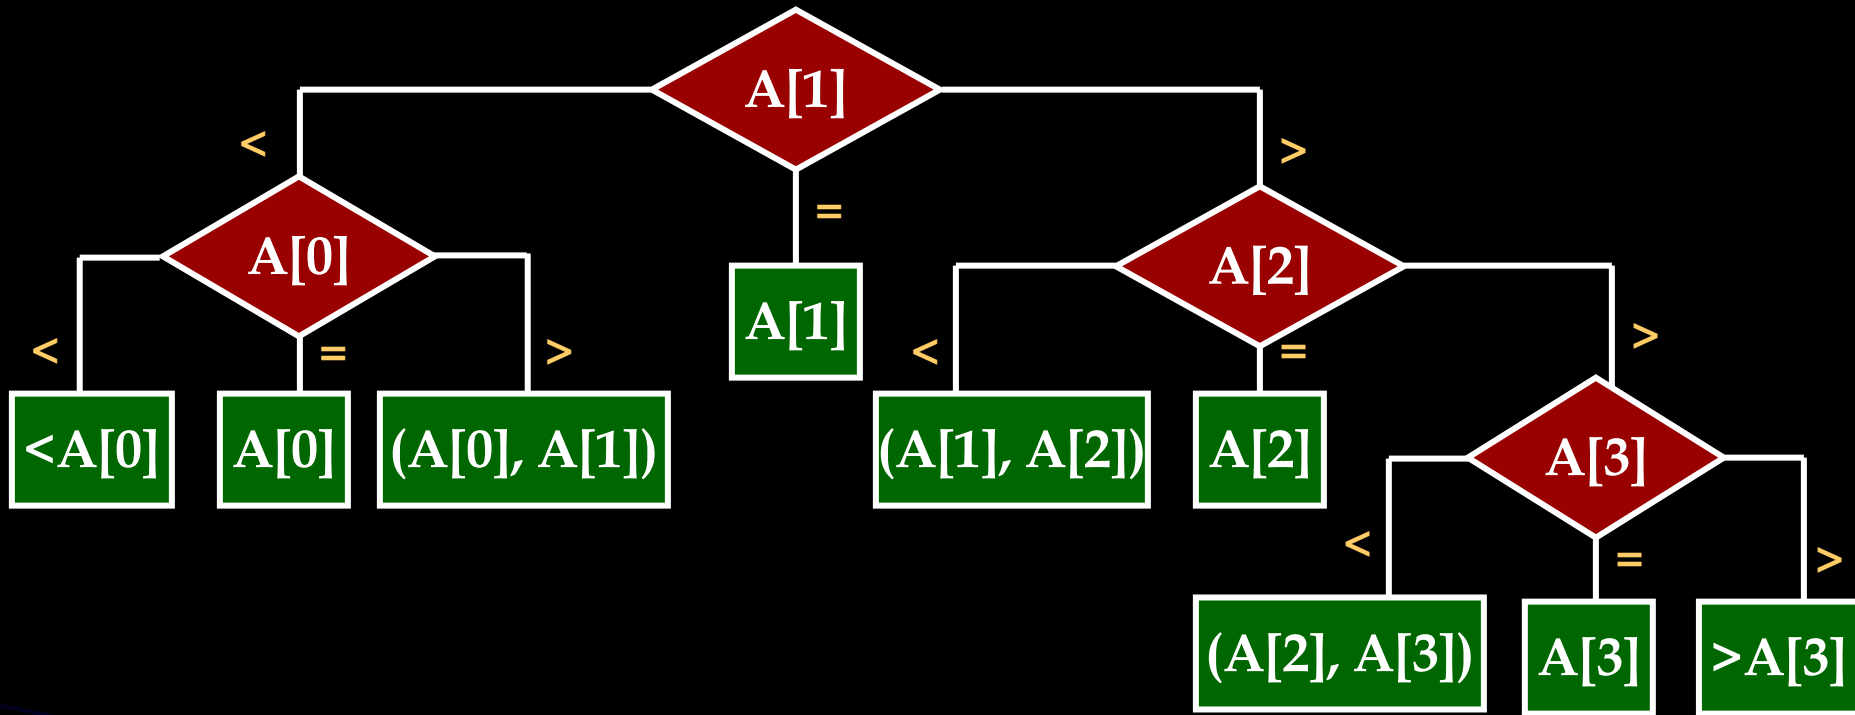 A[1]
<
>
=
A[0]
A[2]
A[1]
<
=
>
<
=
>
<A[0]
A[0]
(A[0], A[1])
(A[1], A[2])
A[2]
A[3]
<
=
>
(A[2], A[3])
A[3]
>A[3]